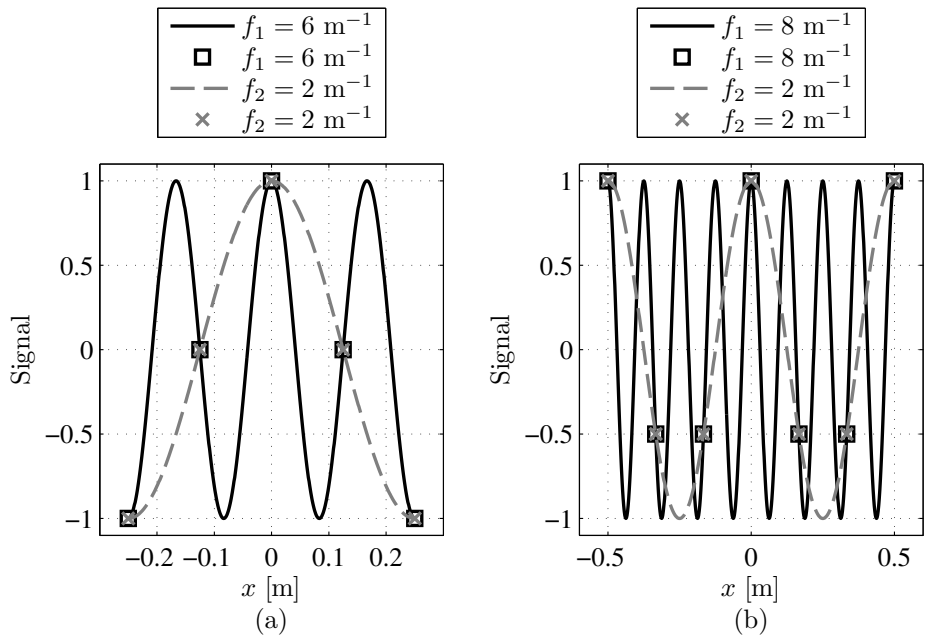 f₁ = 6 m⁻¹
f₁ = 6 m⁻¹
f₂ = 2 m⁻¹
f₂ = 2 m⁻¹
1
0.5
0
−0.5
−1
Signal
−0.2 −0.1 0 0.1 0.2
x [m]
(a)
f₁ = 8 m⁻¹
f₁ = 8 m⁻¹
f₂ = 2 m⁻¹
f₂ = 2 m⁻¹
1
0.5
0
−0.5
−1
Signal
−0.5 0 0.5
x [m]
(b)